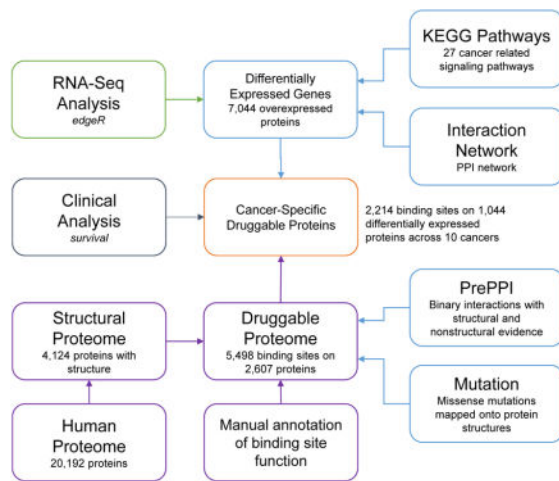 KEGG Pathways
27 cancer related
signaling pathways
RNA-Seq
Analysis
edgeR
Differentially
Expressed Genes
7,044 overexpressed
proteins
Interaction
Network
PPI network
Clinical
Analysis
survival
Cancer-Specific
Druggable Proteins
2,214 binding sites on 1,044
differentially expressed
proteins across 10 cancers
PrePPI
Binary interactions with
structural and
nonstructural evidence
Structural
Proteome
4,124 proteins with
structure
Druggable
Proteome
5,498 binding sites on
2,607 proteins
Mutation
Missense mutations
mapped onto protein
structures
Human
Proteome
20,192 proteins
Manual annotation
of binding site
function